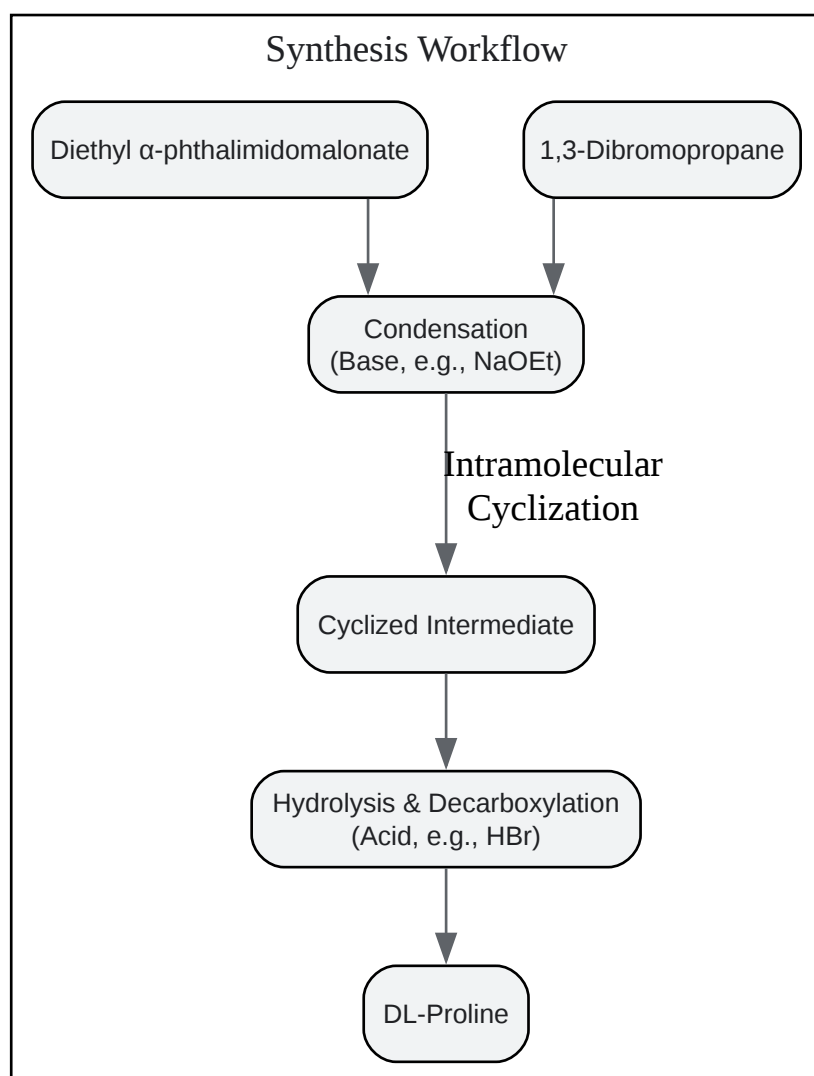 Synthesis Workflow
Diethyl α-phthalimidomalonate
1,3-Dibromopropane
Condensation
(Base, e.g., NaOEt)
Intramolecular
Cyclization
Cyclized Intermediate
Hydrolysis & Decarboxylation
(Acid, e.g., HBr)
DL-Proline